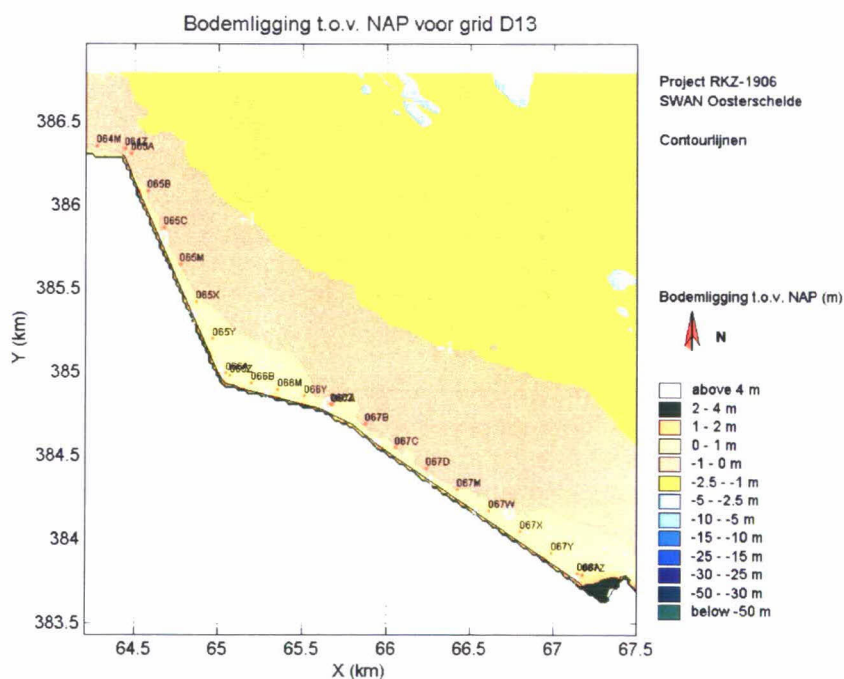 Bodemligging t.o.v. NAP voor grid D13
Project RKZ-1906
SWAN Oosterschelde
Contourlijnen
Bodemligging t.o.v. NAP (m)
N
above 4 m
2 - 4 m
1 - 2 m
0 - 1 m
-1 - 0 m
-2.5 - -1 m
-5 - -2.5 m
-10 - -5 m
-15 - -10 m
-25 - -15 m
-30 - -25 m
-50 - -30 m
below -50 m
Y (km)
386.5
386
385.5
385
384.5
384
383.5
64.5
65
65.5
66
66.5
67
67.5
X (km)
064M
064Z
065A
065B
065C
065M
065X
065Y
066A
066B
066M
066Y
067B
067C
067D
067M
067W
067X
067Y